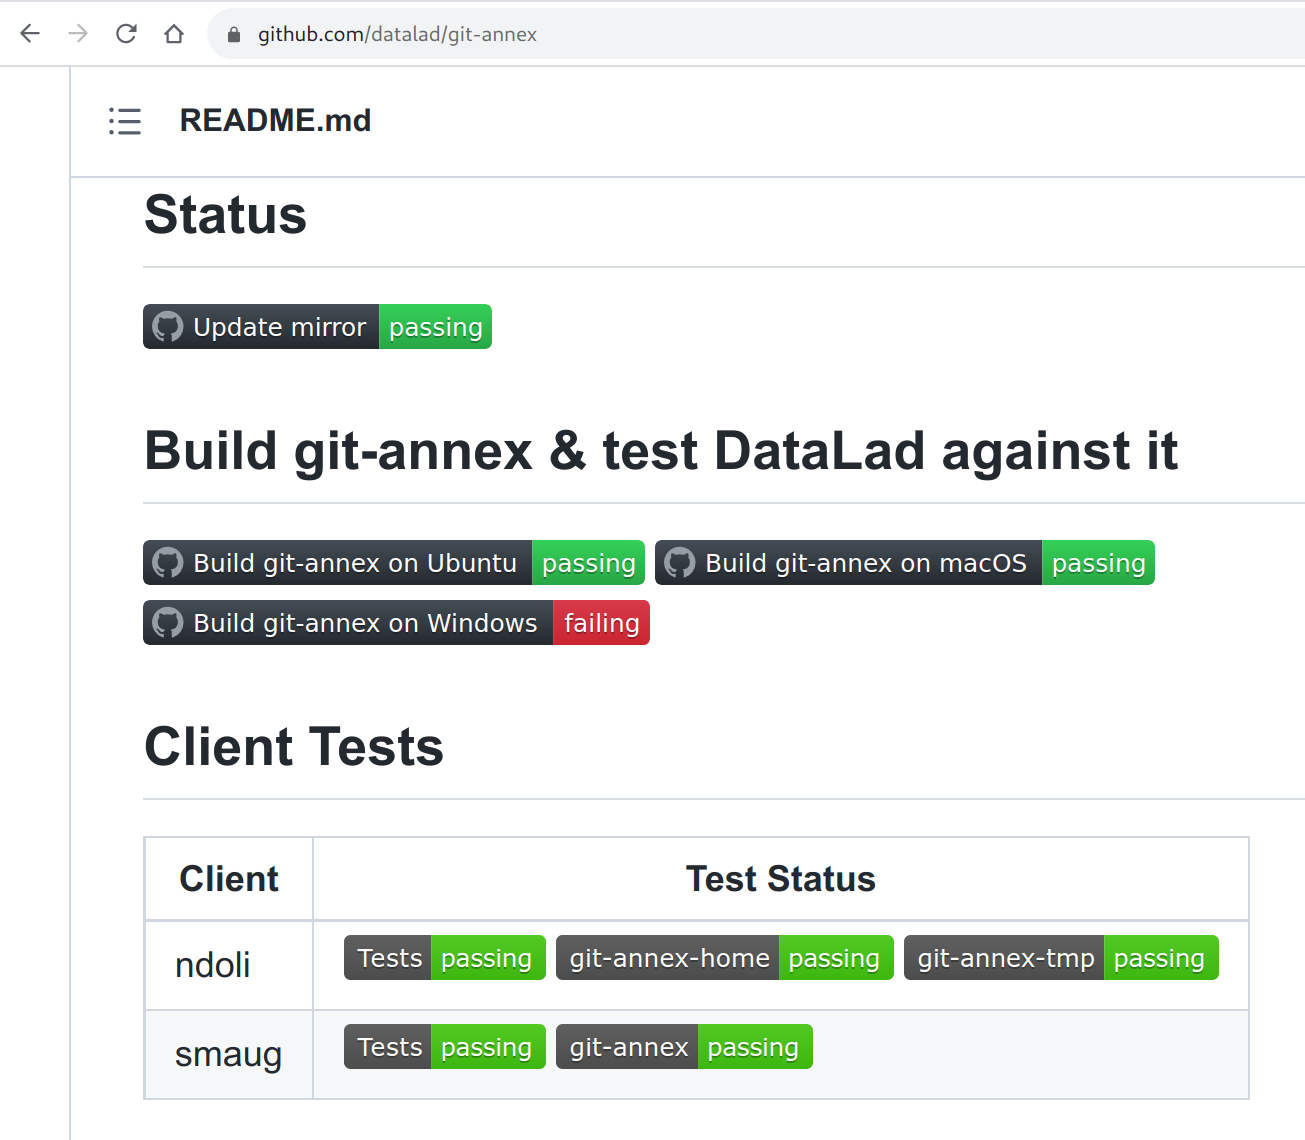 github.com/datalad/git-annex
README.md
Status
Update mirror passing
Build git-annex & test DataLad against it
Build git-annex on Ubuntu passing Build git-annex on macOS passing
Build git-annex on Windows failing
Client Tests
Client Test Status
ndoli Tests passing git-annex-home passing git-annex-tmp passing
smaug Tests passing git-annex passing